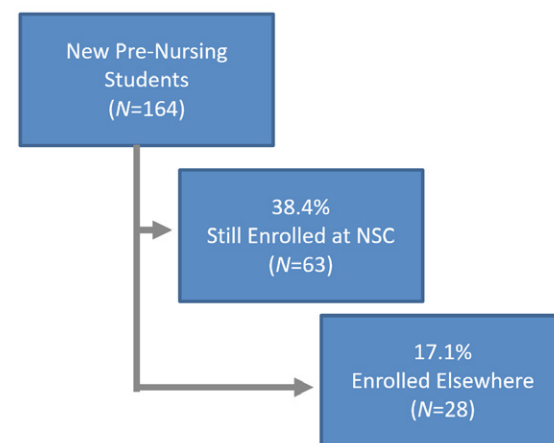 New Pre-Nursing
Students
(N=164)
38.4%
Still Enrolled at NSC
(N=63)
17.1%
Enrolled Elsewhere
(N=28)